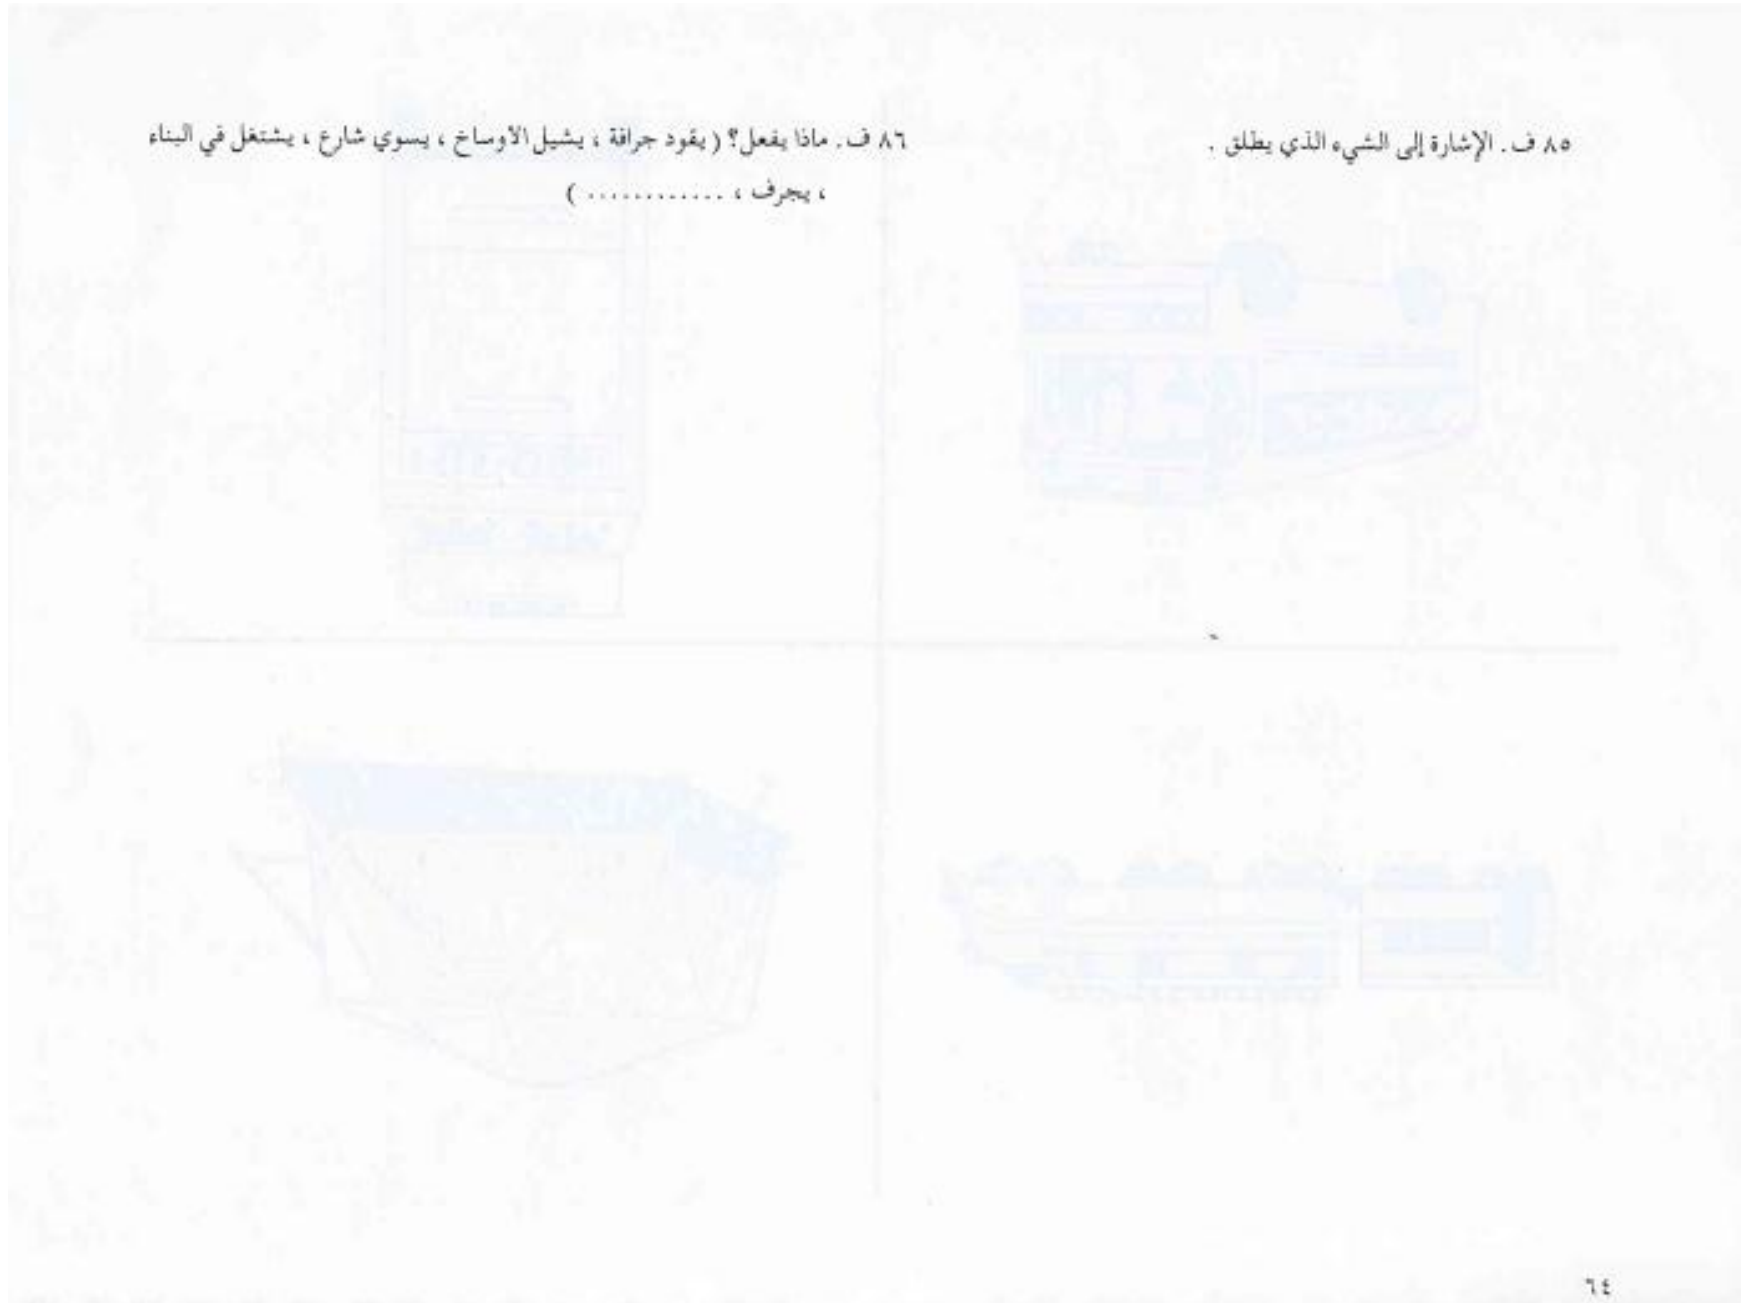 ٨٥ ف. الإشارة إلى الشيء الذي يطلق .
٨٦ ف. ماذا يفعل؟ ( يقود جرافة ، يشيل الاوساخ ، يسوي شارع ، يشتغل في البناء
، يجرف ، ............ )
٦٤